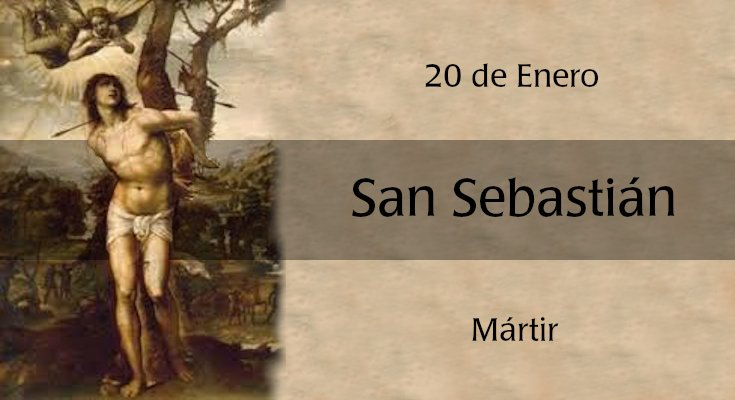 20 de Enero
San Sebastián
Mártir